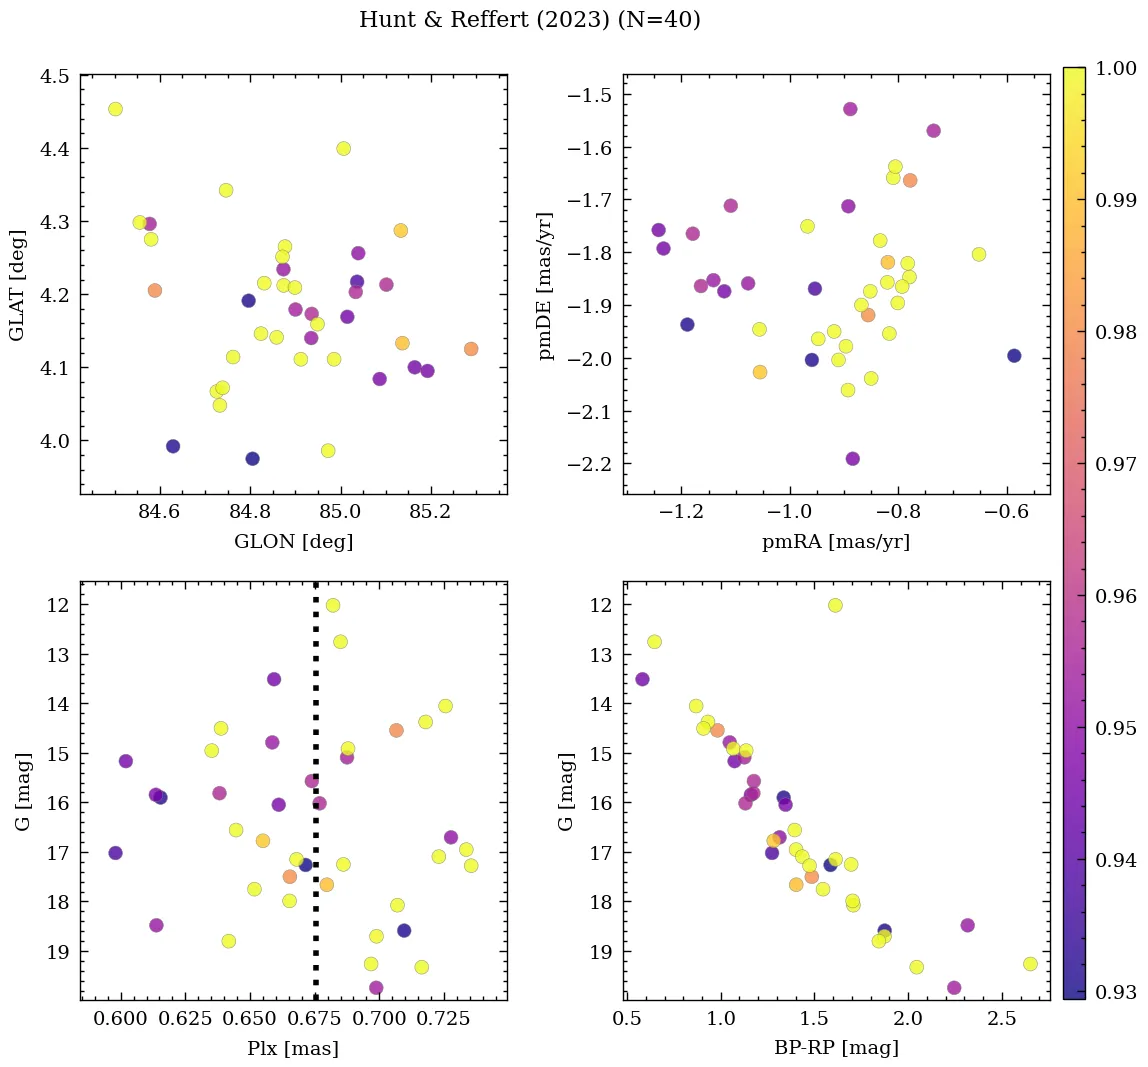 Hunt & Reffert (2023) (N=40)
4.5
4.4
4.3
4.2
4.1
4.0
GLAT [deg]
84.6 84.8 85.0 85.2
GLON [deg]
−1.5
−1.6
−1.7
−1.8
−1.9
−2.0
−2.1
−2.2
pmDE [mas/yr]
−1.2 −1.0 −0.8 −0.6
pmRA [mas/yr]
12
13
14
15
16
17
18
19
G [mag]
0.600 0.625 0.650 0.675 0.700 0.725
Plx [mas]
12
13
14
15
16
17
18
19
G [mag]
0.5 1.0 1.5 2.0 2.5
BP-RP [mag]
1.00
0.99
0.98
0.97
0.96
0.95
0.94
0.93